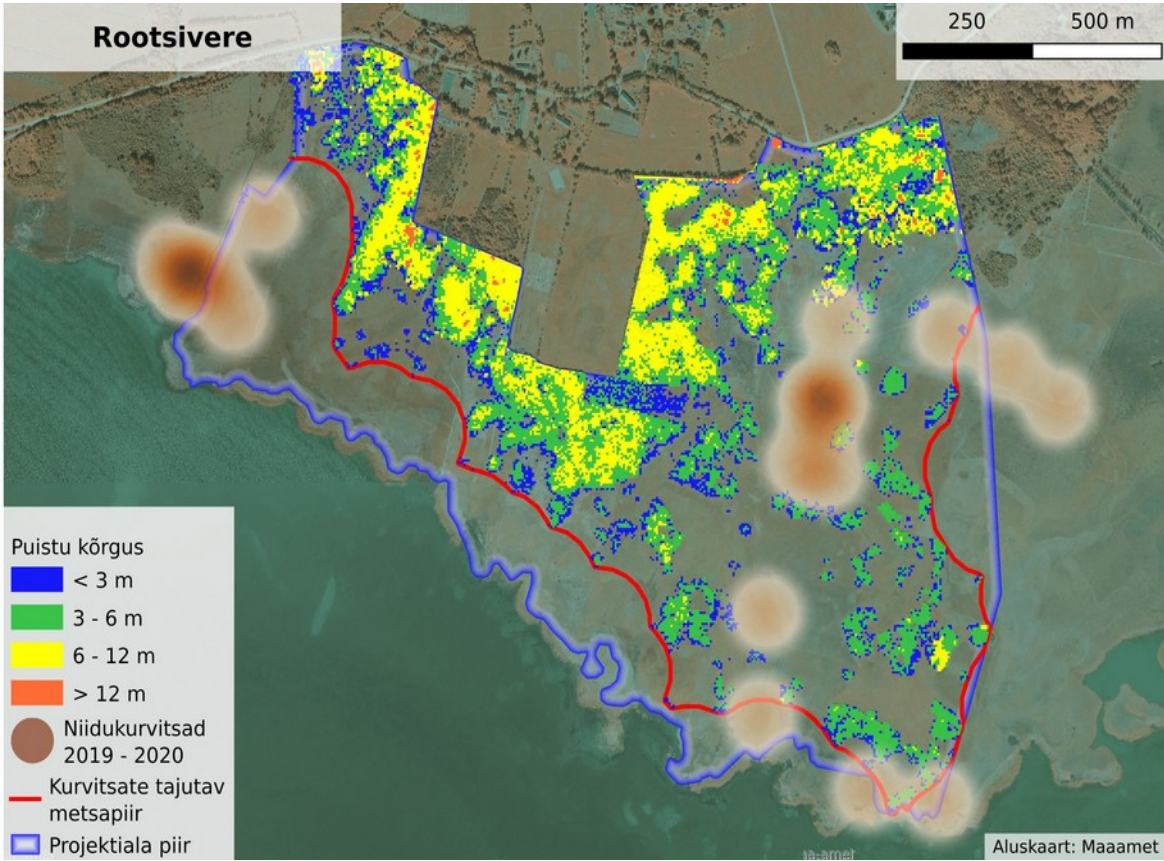 Rootsivere
250 500 m
Puistu kõrgus
< 3 m
3 - 6 m
6 - 12 m
> 12 m
Niidukurvitsad
2019 - 2020
Kurvitsate tajutav
metsapiir
Projektiala piir
Aluskaart: Maaamet